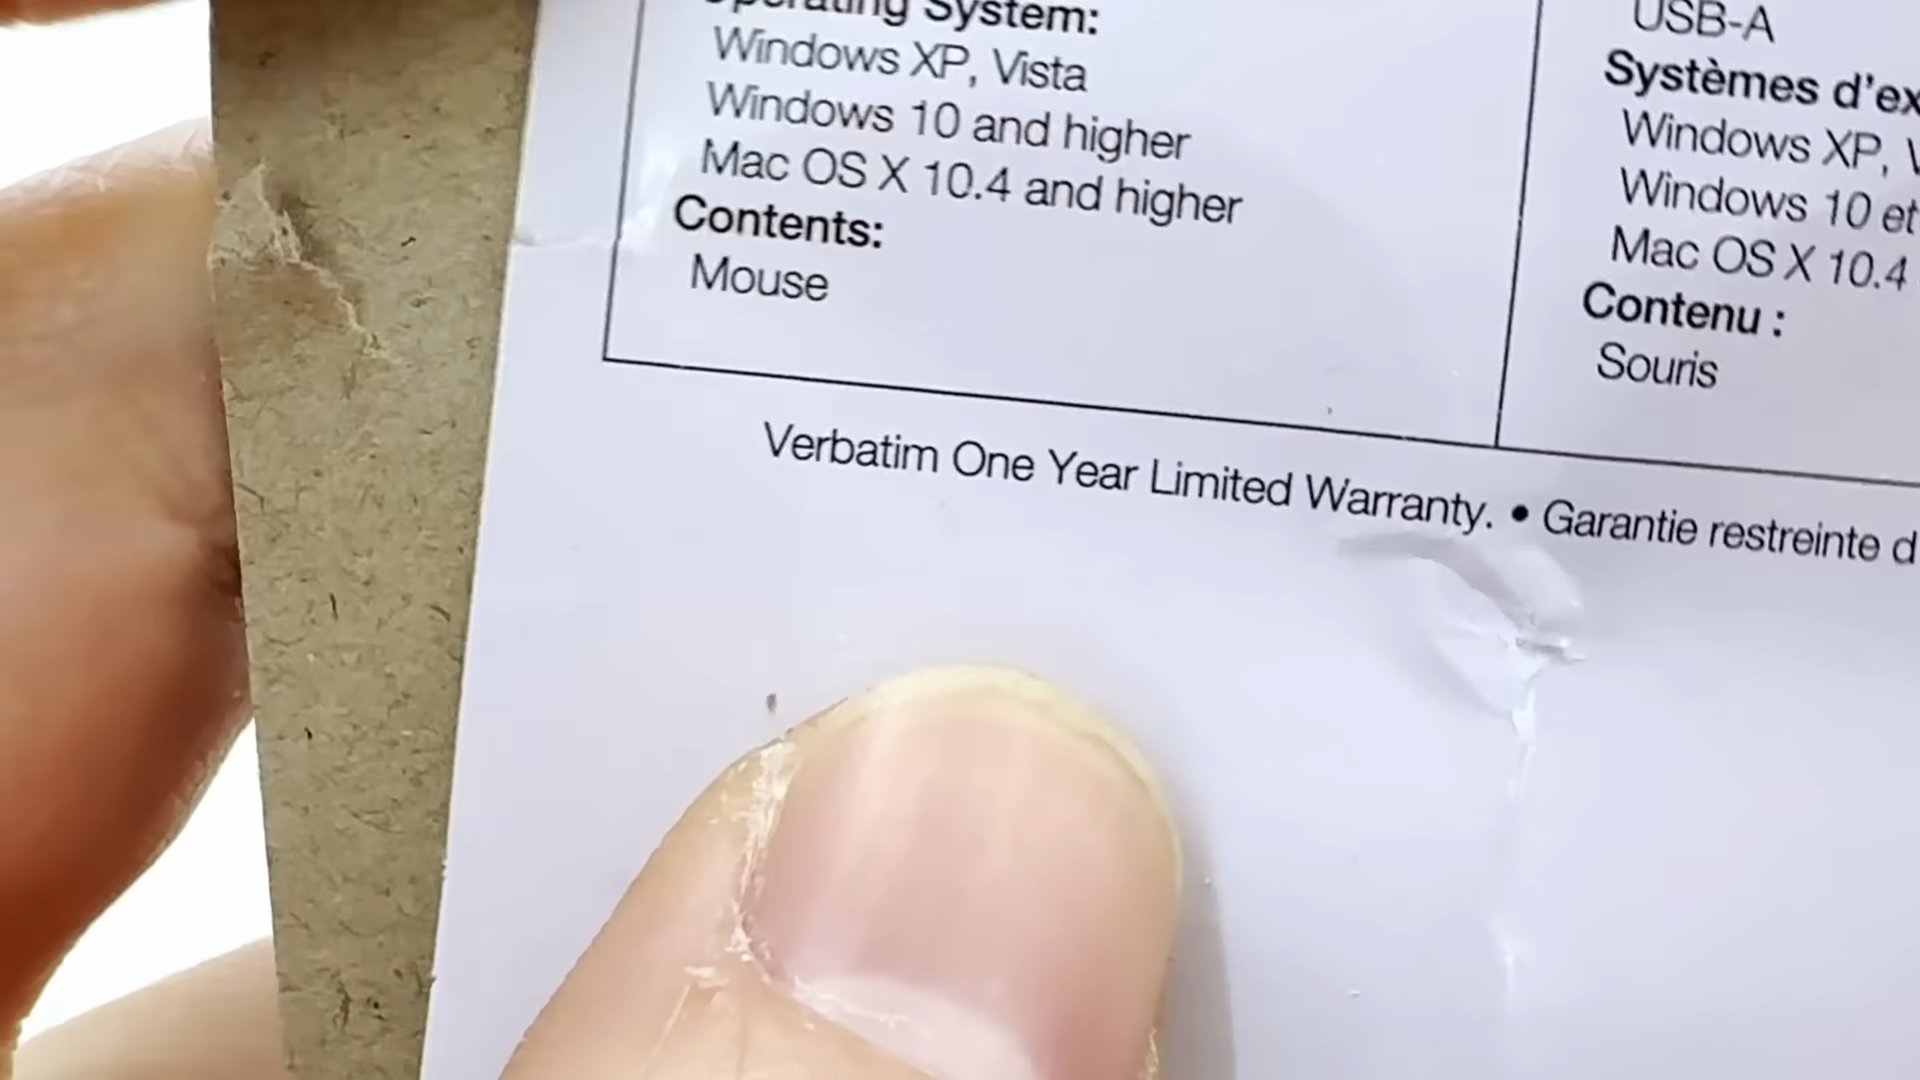 Operating System:
Windows XP, Vista
Windows 10 and higher
Mac OS X 10.4 and higher
Contents:
Mouse
USB-A
Systèmes d'ex
Windows XP, V
Windows 10 et
Mac OS X 10.4
Contenu :
Souris
Verbatim One Year Limited Warranty. • Garantie restreinte d